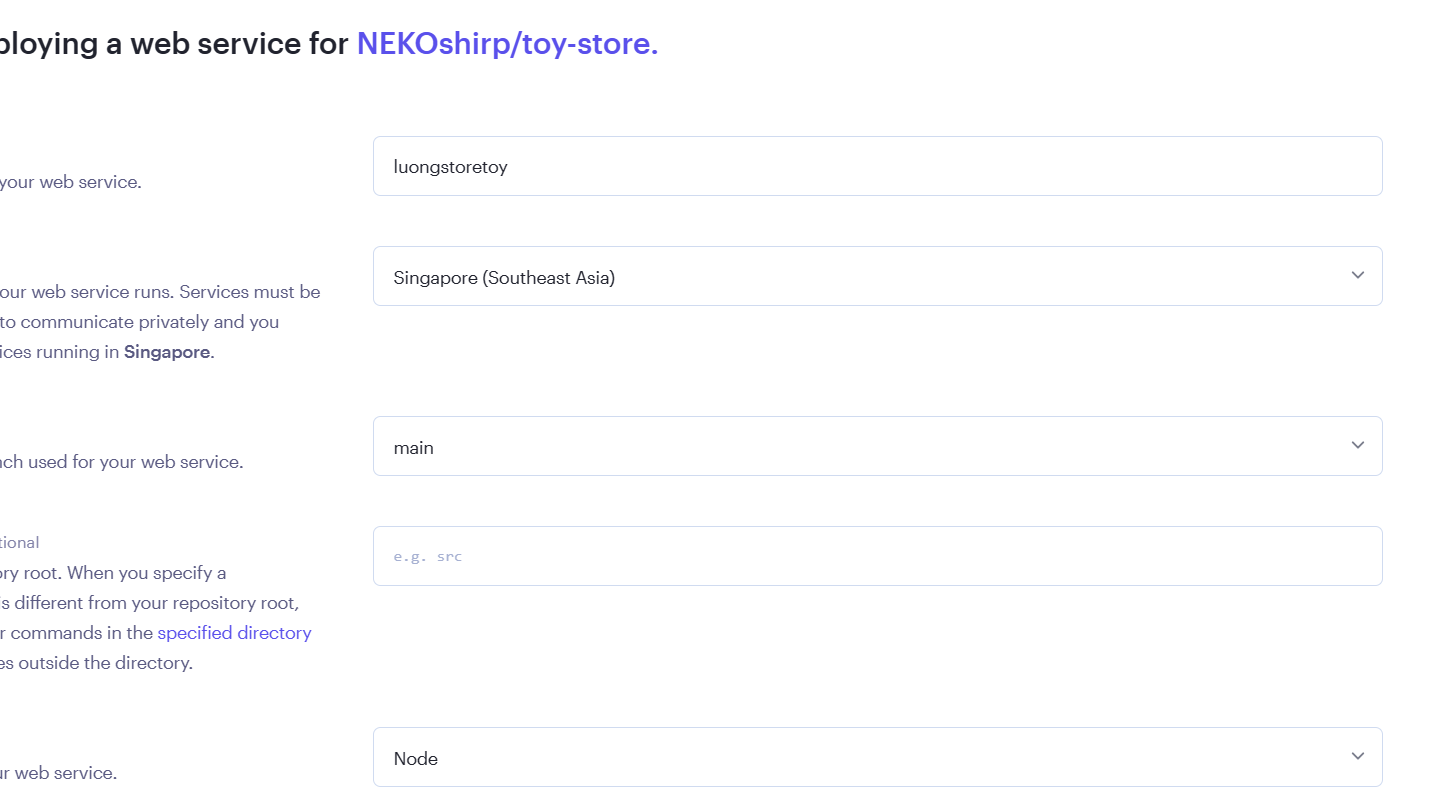 ploying a web service for NEKOshirp/toy-store.
your web service.
luongstoretoy
our web service runs. Services must be
to communicate privately and you
ices running in Singapore.
Singapore (Southeast Asia)
nch used for your web service.
main
tional
ory root. When you specify a
's different from your repository root,
r commands in the specified directory
es outside the directory.
e.g. src
ur web service.
Node